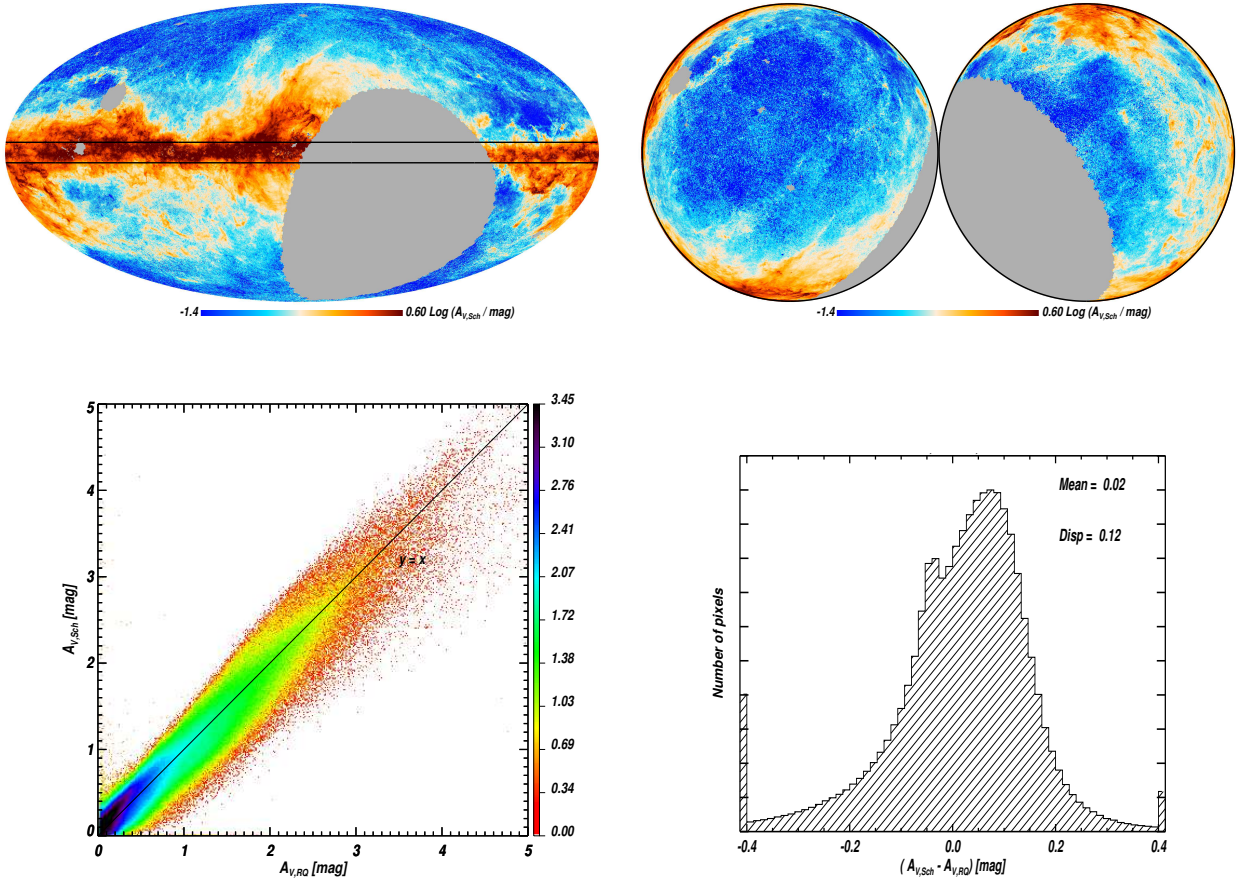 -1.4 0.60 Log (A_V,Sch / mag)
-1.4 0.60 Log (A_V,Sch / mag)
5
4
3
2
1
0
A_V,Sch [mag]
y = x
0 1 2 3 4 5
A_V,RQ [mag]
3.45
3.10
2.76
2.41
2.07
1.72
1.38
1.03
0.69
0.34
0.00
Mean = 0.02
Disp = 0.12
Number of pixels
-0.4 -0.2 0.0 0.2 0.4
( A_V,Sch - A_V,RQ) [mag]